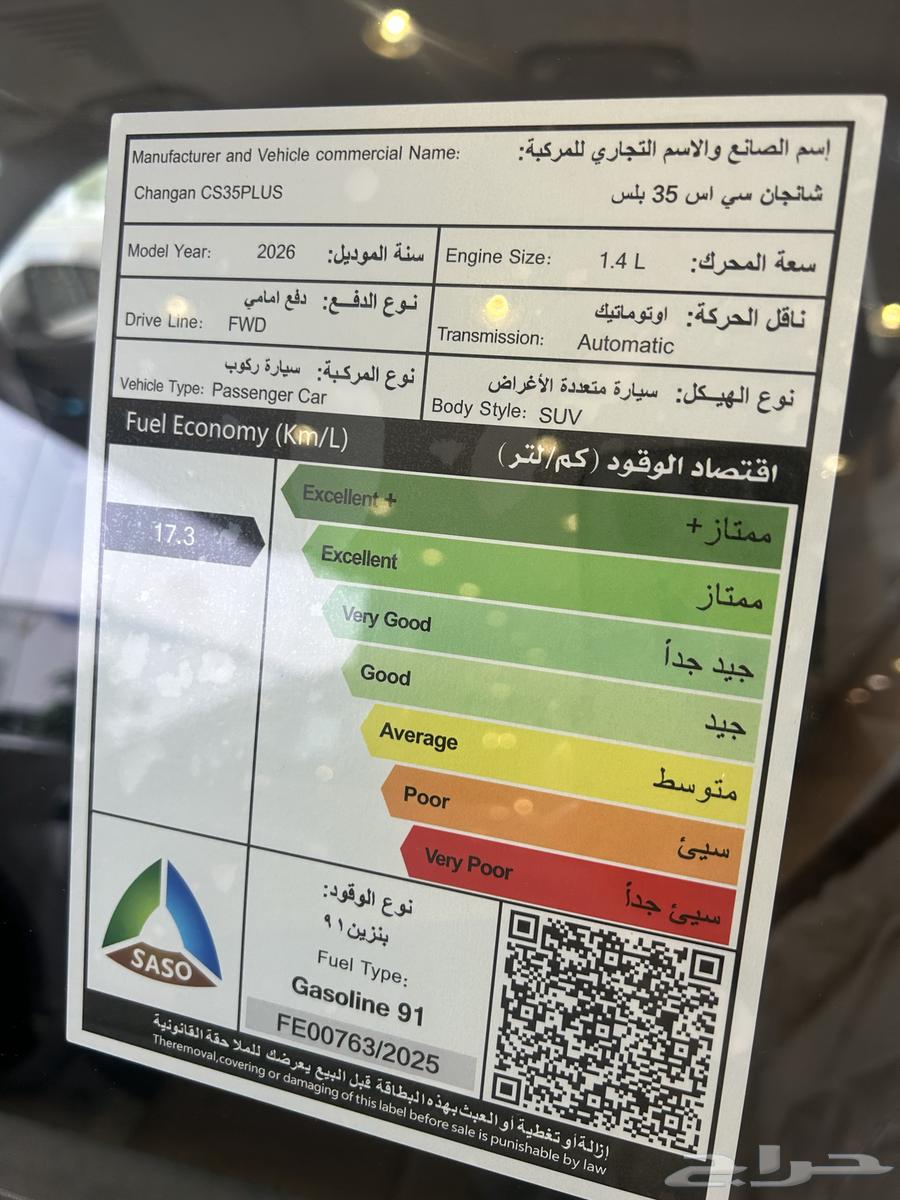 Manufacturer and Vehicle commercial Name: إسم الصانع والاسم التجاري للمركبة:
Changan CS35PLUS شانجان سي اس 35 بلس
Model Year: 2026 سنة الموديل:
Engine Size: 1.4 L سعة المحرك:
نوع الدفـع: دفع امامي
Drive Line: FWD
ناقل الحركة: اوتوماتيك
Transmission: Automatic
نوع المركبة: سيارة ركوب
Vehicle Type: Passenger Car
نوع الهيـكل: سيارة متعددة الأغراض
Body Style: SUV
Fuel Economy (Km/L) اقتصاد الوقود (كم/لتر)
17.3
Excellent + ممتاز+
Excellent ممتاز
Very Good جيد جداً
Good جيد
Average متوسط
Poor سيئ
Very Poor سيئ جداً
SASO
نوع الوقود:
بنزين ٩١
Fuel Type:
Gasoline 91
FE00763/2025
إزالة أو تغطية أو العبث بهذه البطاقة قبل البيع يعرضك للملاحقة القانونية
Theremoval,covering or damaging of this label before sale is punishable by law
حراج